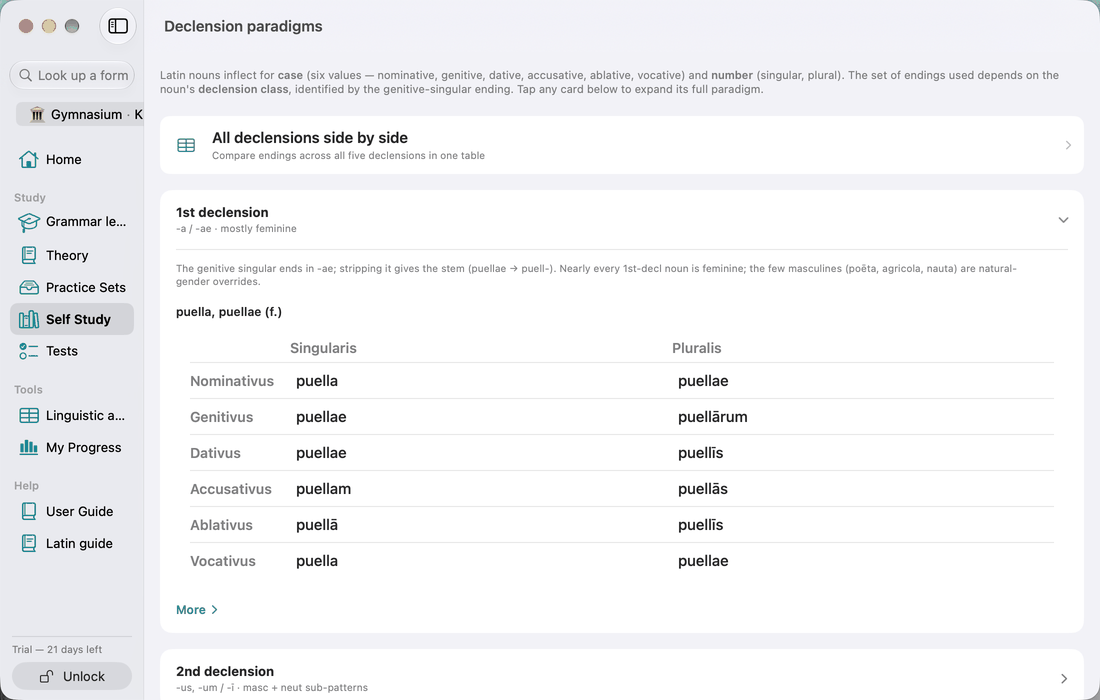 Declension paradigms
Look up a form
Gymnasium · K
Home
Study
Grammar le...
Theory
Practice Sets
Self Study
Tests
Tools
Linguistic a...
My Progress
Help
User Guide
Latin guide
Trial — 21 days left
Unlock
Latin nouns inflect for case (six values — nominative, genitive, dative, accusative, ablative, vocative) and number (singular, plural). The set of endings used depends on the
noun's declension class, identified by the genitive-singular ending. Tap any card below to expand its full paradigm.
All declensions side by side
Compare endings across all five declensions in one table
1st declension
-a / -ae · mostly feminine
The genitive singular ends in -ae; stripping it gives the stem (puellae → puell-). Nearly every 1st-decl noun is feminine; the few masculines (poēta, agricola, nauta) are natural-
gender overrides.
puella, puellae (f.)
Singularis Pluralis
Nominativus puella puellae
Genitivus puellae puellārum
Dativus puellae puellīs
Accusativus puellam puellās
Ablativus puellā puellīs
Vocativus puella puellae
More
2nd declension
-us, -um / -ī · masc + neut sub-patterns